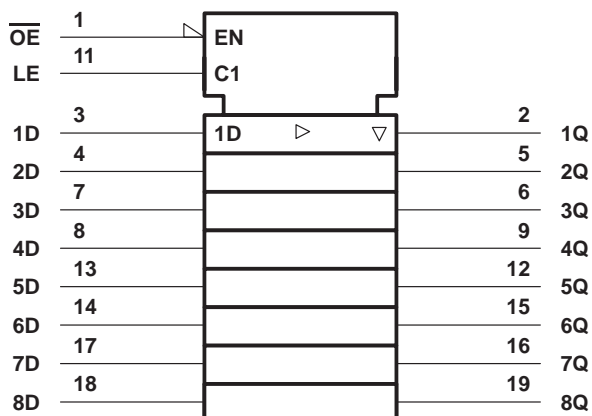 1
OE EN
11
LE C1
3 2
1D 1D 1Q
4 5
2D 2Q
7 6
3D 3Q
8 9
4D 4Q
13 12
5D 5Q
14 15
6D 6Q
17 16
7D 7Q
18 19
8D 8Q